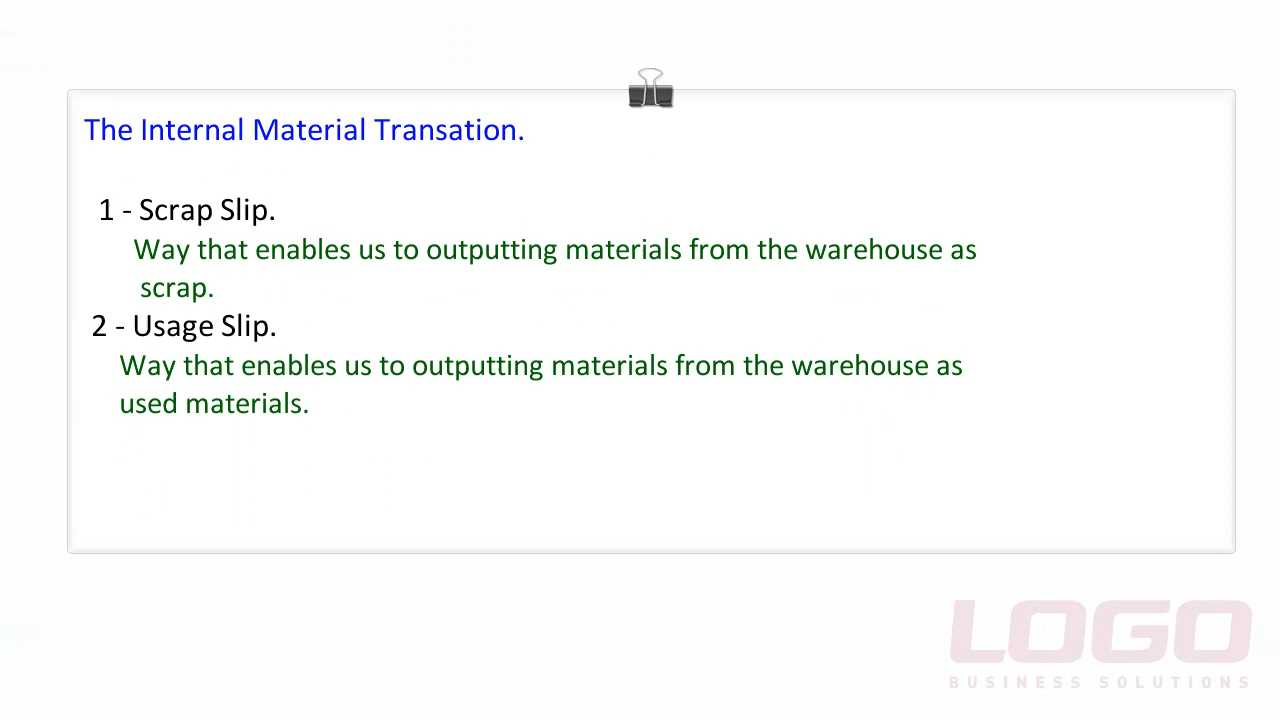 The Internal Material Transation.
1 - Scrap Slip.
Way that enables us to outputting materials from the warehouse as
scrap.
2 - Usage Slip.
Way that enables us to outputting materials from the warehouse as
used materials.
LOGO
BUSINESS SOLUTIONS